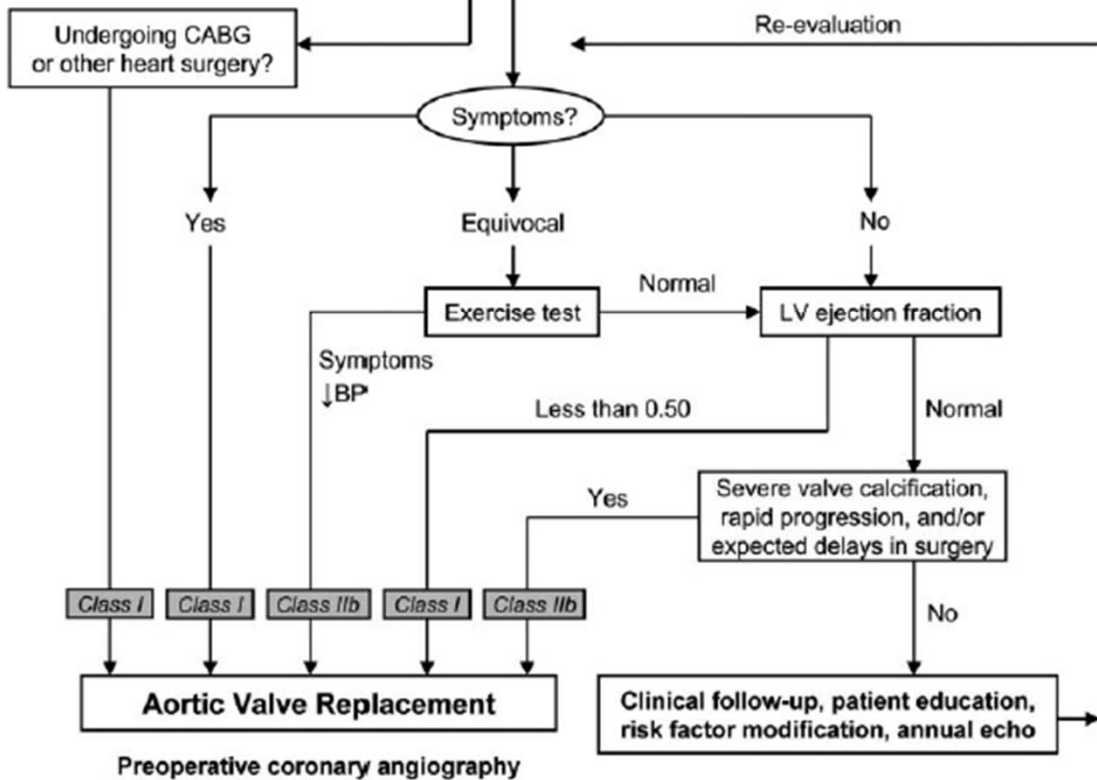 Undergoing CABG
or other heart surgery?
Re-evaluation
Symptoms?
Yes
Equivocal
No
Exercise test
Normal
LV ejection fraction
Symptoms
↓BP
Less than 0.50
Normal
Yes
Severe valve calcification,
rapid progression, and/or
expected delays in surgery
Class I
Class I
Class IIb
Class I
Class IIb
No
Aortic Valve Replacement
Clinical follow-up, patient education,
risk factor modification, annual echo
Preoperative coronary angiography